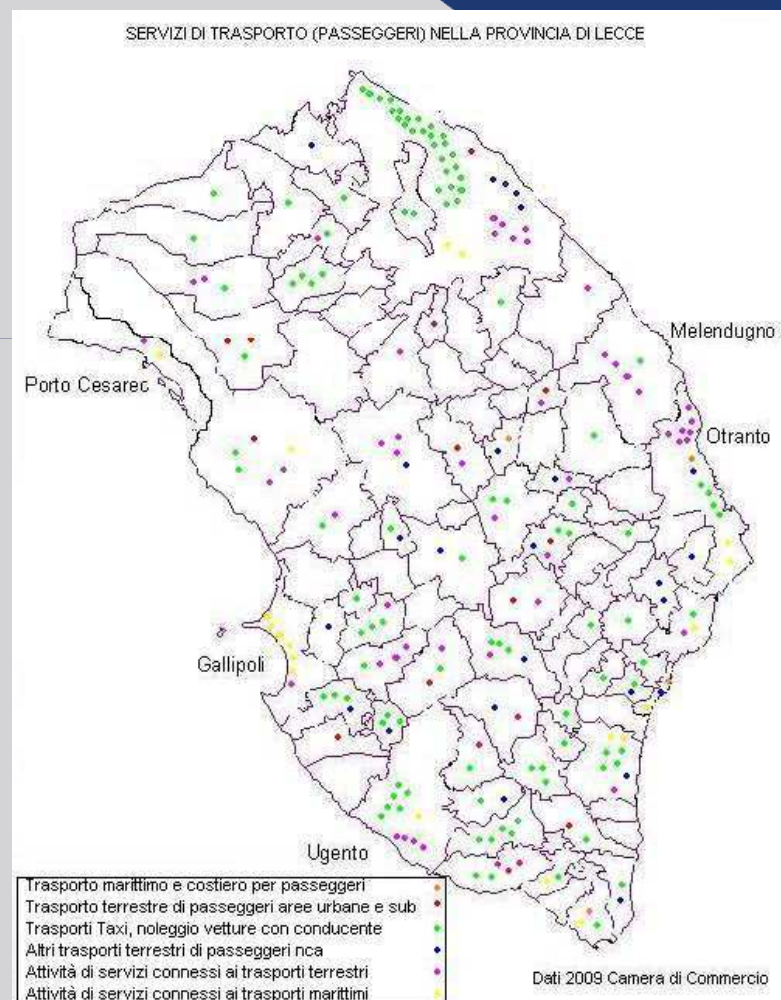 SERVIZI DI TRASPORTO (PASSEGGERI) NELLA PROVINCIA DI LECCE
Melendugno
Porto Cesarec
Otranto
Gallipoli
Ugento
Trasporto marittimo e costiero per passeggeri
Trasporto terrestre di passeggeri aree urbane e sub
Trasporti Taxi, noleggio vetture con conducente
Altri trasporti terrestri di passeggeri nca
Attività di servizi connessi ai trasporti terrestri
Attività di servizi connessi ai trasporti marittimi
Dati 2009 Camera di Commercio